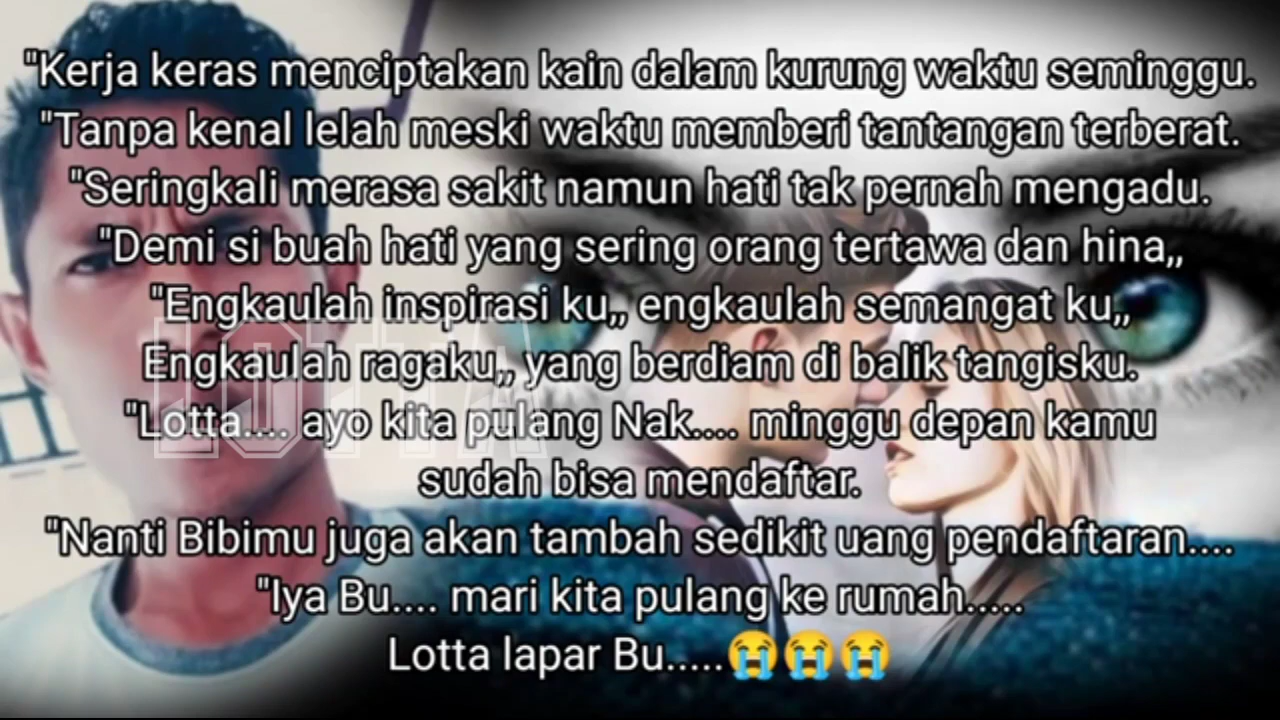 "Kerja keras menciptakan kain dalam kurung waktu seminggu.
"Tanpa kenal lelah meski waktu memberi tantangan terberat.
"Seringkali merasa sakit namun hati tak pernah mengadu.
"Demi si buah hati yang sering orang tertawa dan hina,,
"Engkaulah inspirasi ku,, engkaulah semangat ku,,
Engkaulah ragaku,, yang berdiam di balik tangisku.
"Lotta.... ayo kita pulang Nak.... minggu depan kamu
sudah bisa mendaftar.
"Nanti Bibimu juga akan tambah sedikit uang pendaftaran....
"Iya Bu.... mari kita pulang ke rumah.....
Lotta lapar Bu.....😭😭😭
LOTTA